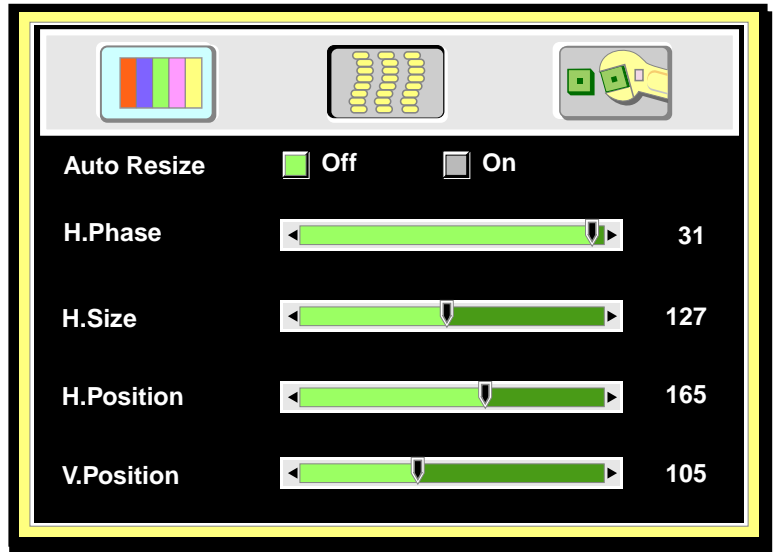 Auto Resize Off On
H.Phase 31
H.Size 127
H.Position 165
V.Position 105